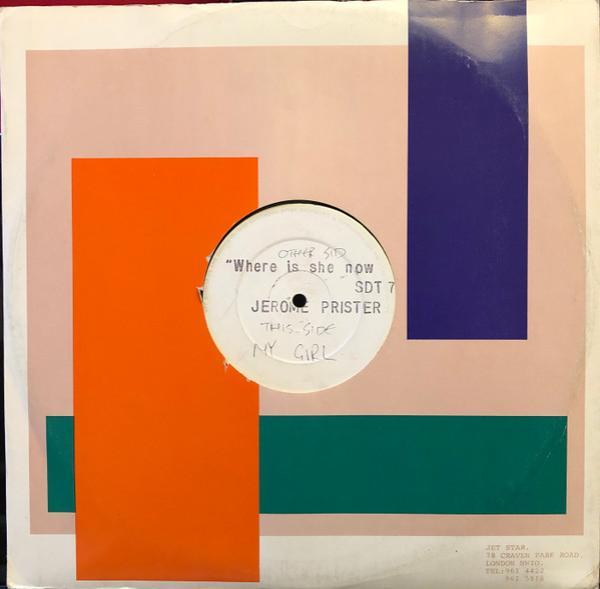 OTHER SID
"Where is she now
SDT 7
JEROME PRISTER
THIS SIDE
MY GIRL
JET STAR,
78 CRAVEN PARK ROAD,
LONDON NW10.
TEL:961 4422
961 5818